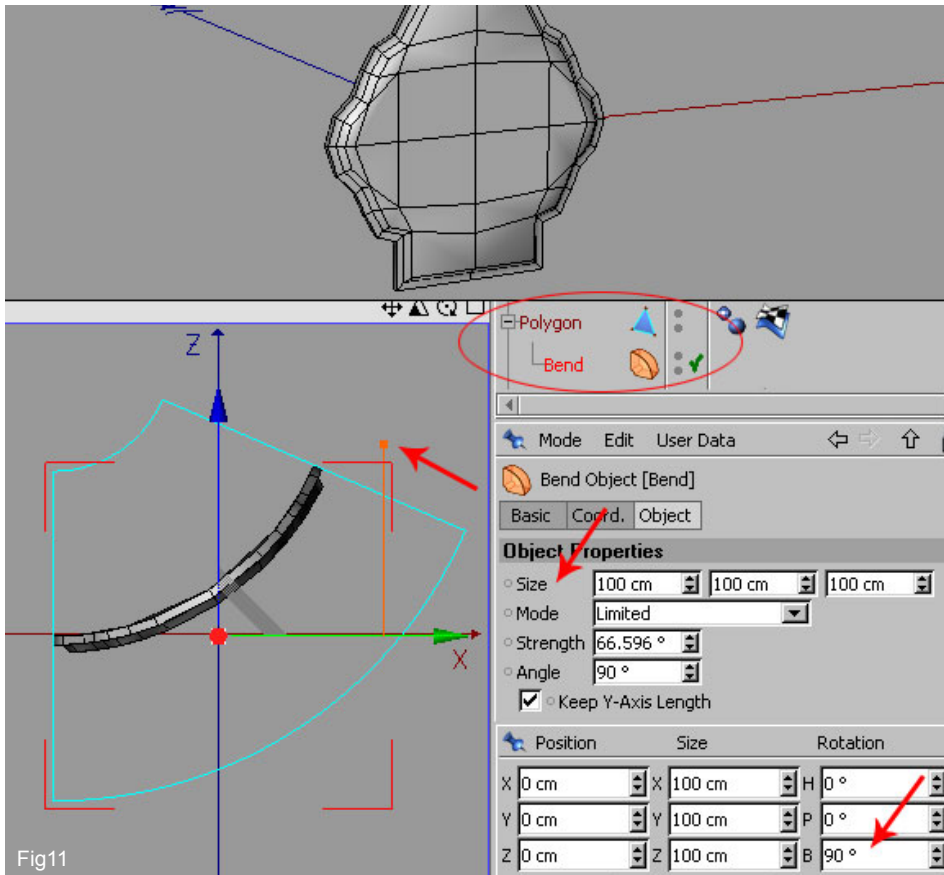 Polygon
Bend
Z
X
Mode Edit User Data
Bend Object [Bend]
Basic Coord. Object
Object Properties
Size 100 cm 100 cm 100 cm
Mode Limited
Strength 66.596 °
Angle 90 °
Keep Y-Axis Length
Position Size Rotation
X 0 cm X 100 cm H 0 °
Y 0 cm Y 100 cm P 0 °
Z 0 cm Z 100 cm B 90 °
Fig11